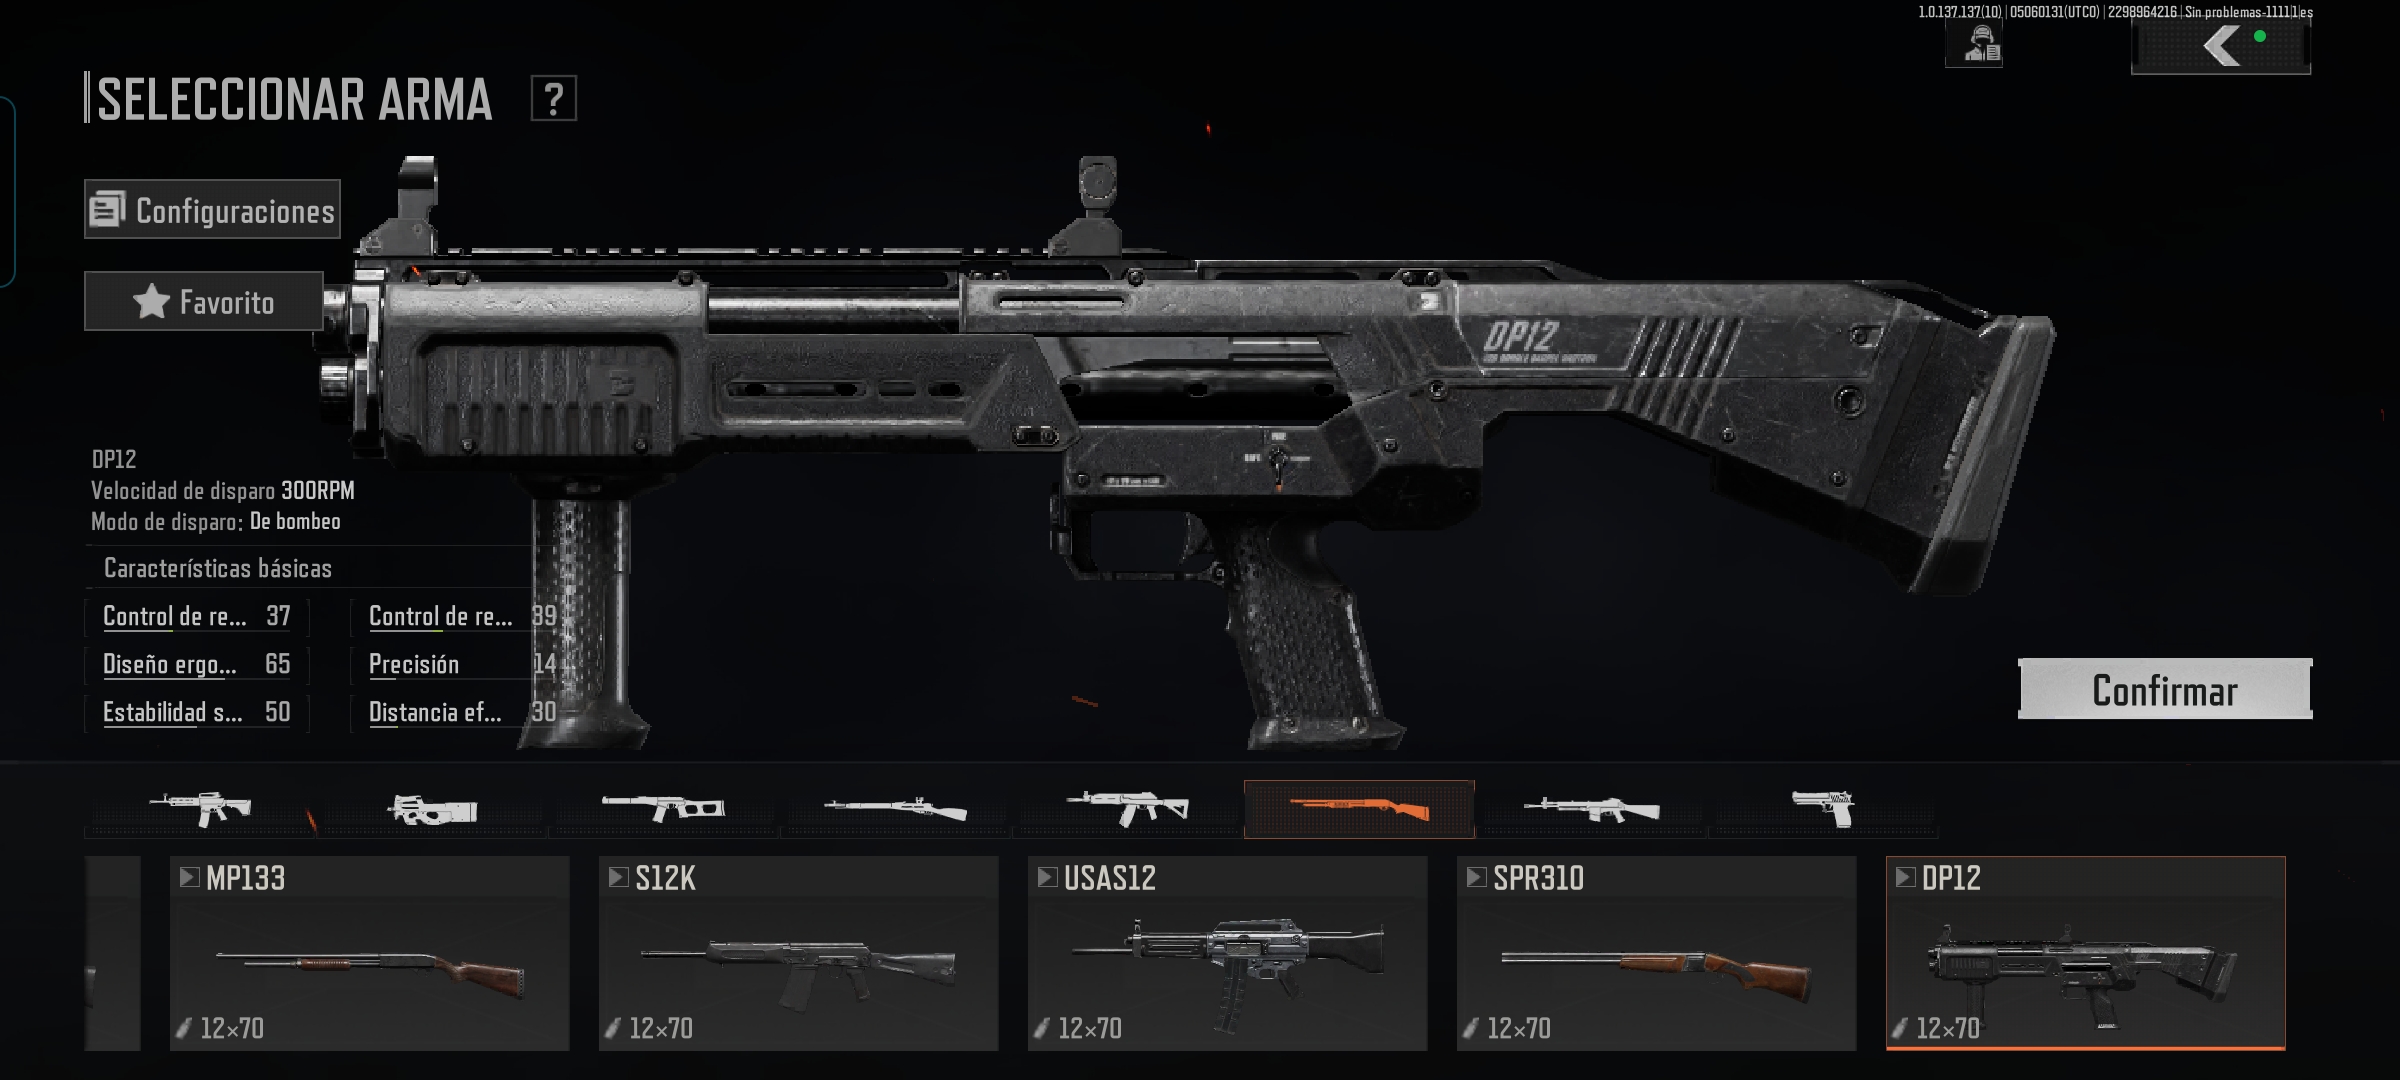 1.0.137.137(10) | 05060131(UTC0) | 2298964216 | Sin problemas-1111|1|es
SELECCIONAR ARMA ?
Configuraciones
Favorito
DP12
DP12
Velocidad de disparo 300RPM
Modo de disparo: De bombeo
Características básicas
Control de re... 37
Control de re... 39
Diseño ergo... 65
Precisión 14
Estabilidad s... 50
Distancia ef... 30
Confirmar
MP133
S12K
USAS12
SPR310
DP12
12×70
12×70
12×70
12×70
12×70